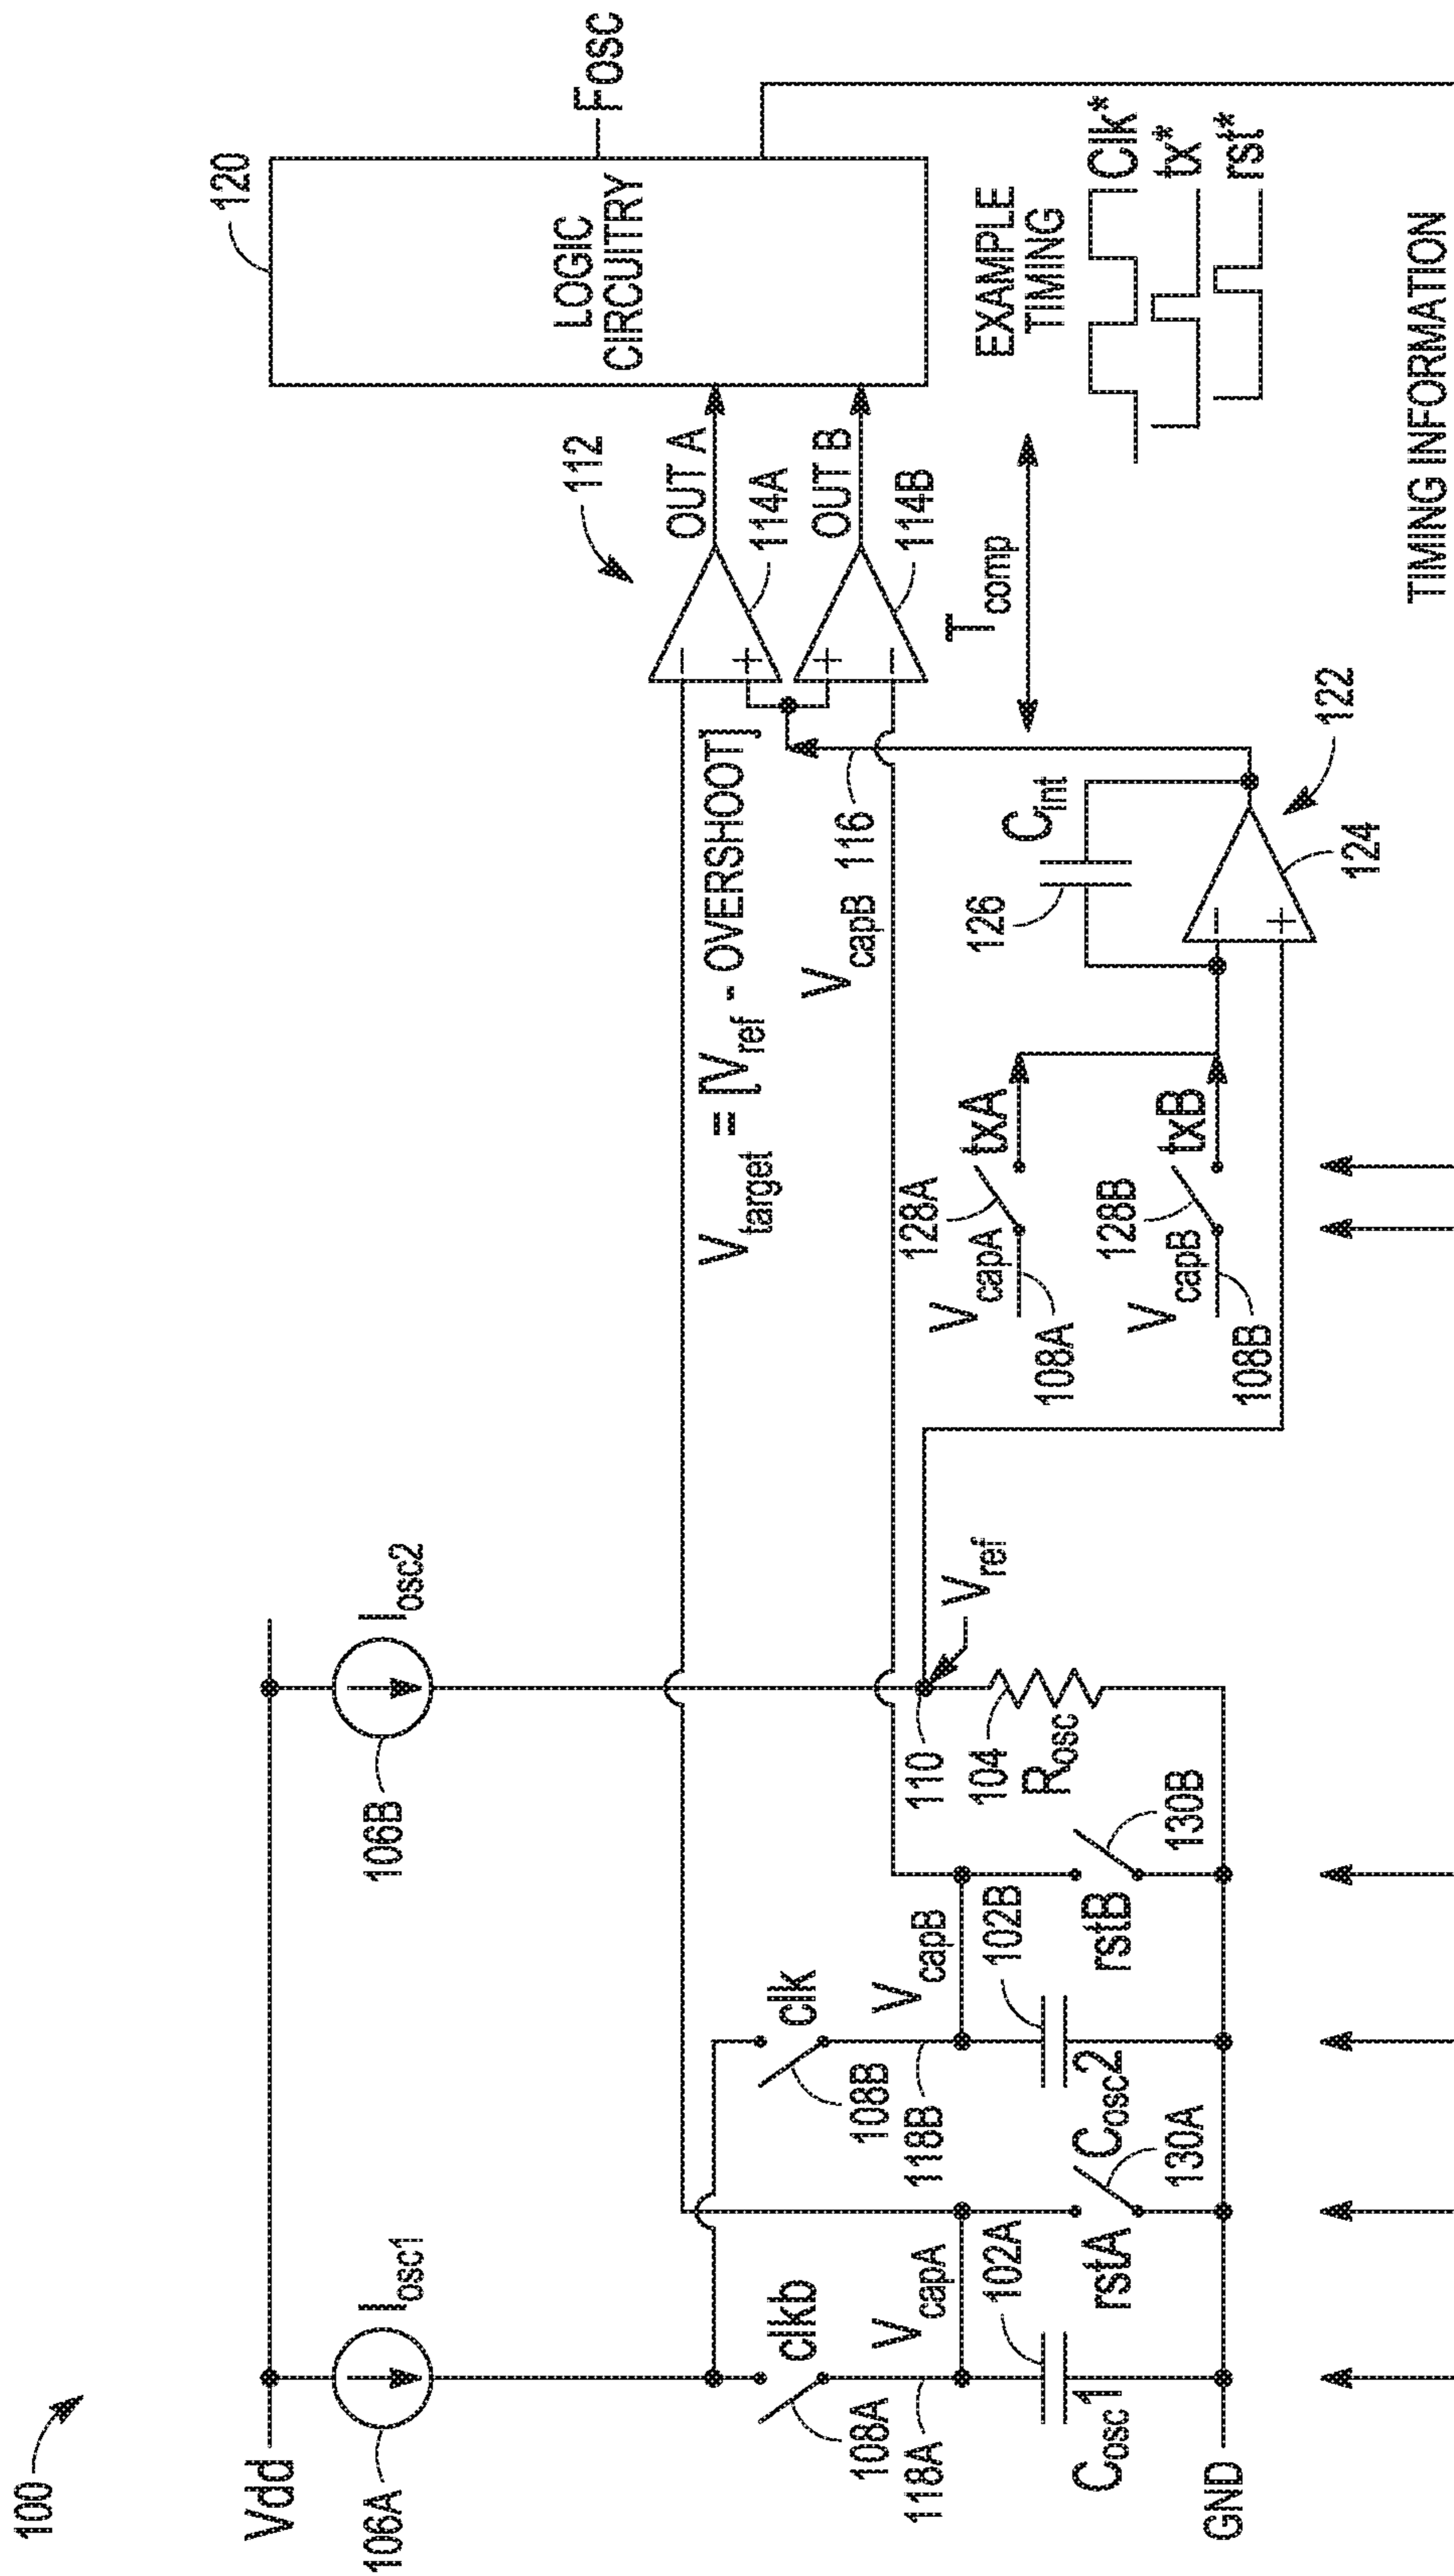 100
Vdd
106A
Iosc1
106B
Iosc2
clkb
108A
118A
VcapA
Cosc1
102A
rstA
130A
GND
clk
108B
118B
VcapB
Cosc2
102B
rstB
130B
110
Vref
104
Rosc
Vtarget = [Vref - OVERSHOOT]
VcapB
116
112
OUT A
114A
OUT B
114B
120
LOGIC
CIRCUITRY
Fosc
128A
VcapA
txA
108A
128B
VcapB
txB
108B
126
Cint
122
124
Tcomp
EXAMPLE
TIMING
Clk*
tx*
rst*
TIMING INFORMATION
+
-
+
-
-
+